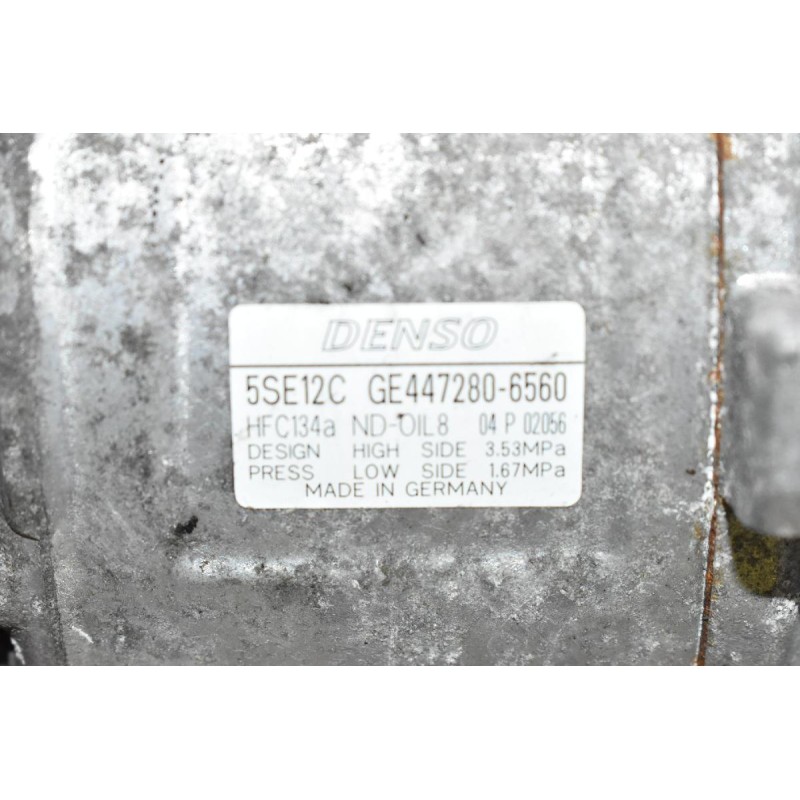 DENSO
5SE12C GE447280-6560
HFC134a ND-OIL8 04 P 02056
DESIGN HIGH SIDE 3.53MPa
PRESS LOW SIDE 1.67MPa
MADE IN GERMANY